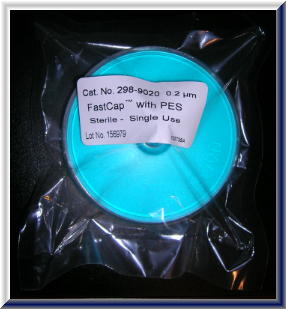 Cat. No. 298-9020 0.2 µm
FastCap™ with PES
Sterile - Single Use
Lot No. 156979